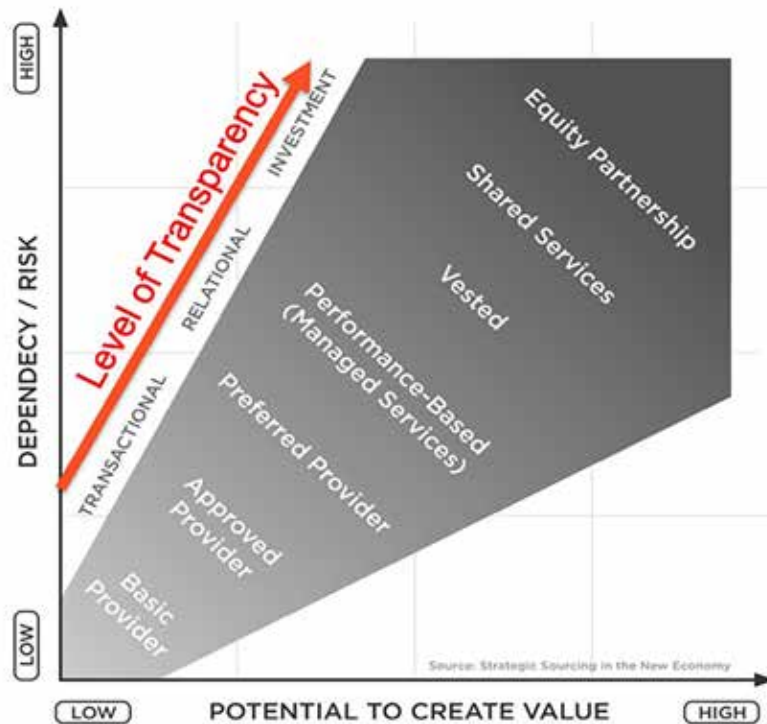 HIGH
DEPENDECY / RISK
LOW
Level of Transparency
TRANSACTIONAL
RELATIONAL
INVESTMENT
Equity Partnership
Shared Services
Vested
Performance-Based
(Managed Services)
Preferred Provider
Approved
Provider
Basic
Provider
Source: Strategic Sourcing in the New Economy
LOW
POTENTIAL TO CREATE VALUE
HIGH